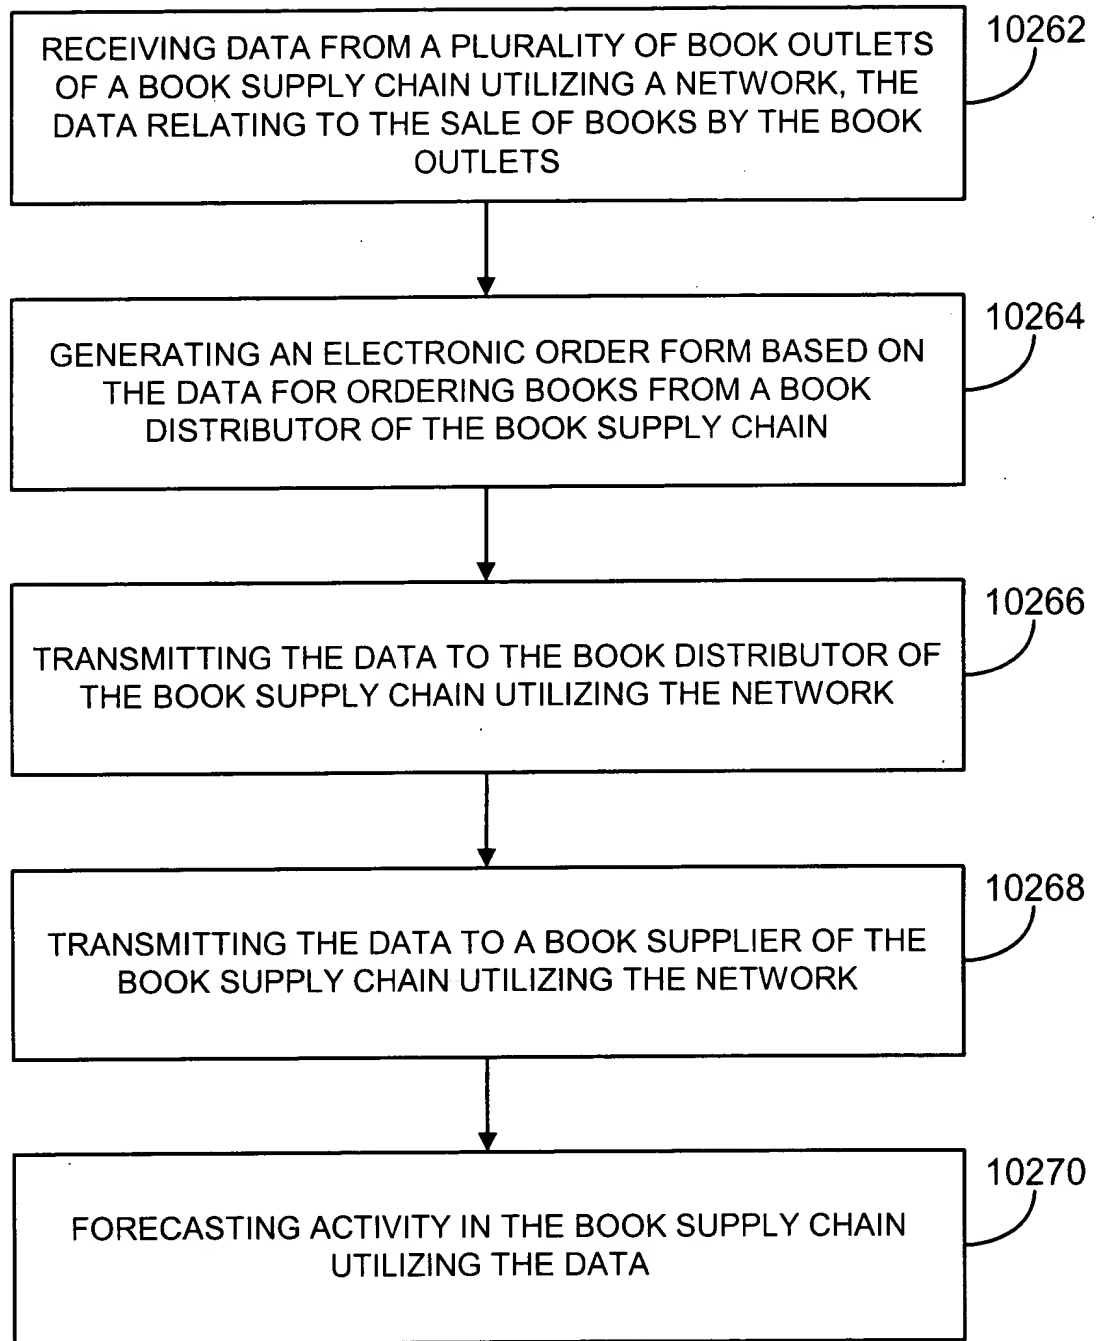 10262
RECEIVING DATA FROM A PLURALITY OF BOOK OUTLETS
OF A BOOK SUPPLY CHAIN UTILIZING A NETWORK, THE
DATA RELATING TO THE SALE OF BOOKS BY THE BOOK
OUTLETS
10264
GENERATING AN ELECTRONIC ORDER FORM BASED ON
THE DATA FOR ORDERING BOOKS FROM A BOOK
DISTRIBUTOR OF THE BOOK SUPPLY CHAIN
10266
TRANSMITTING THE DATA TO THE BOOK DISTRIBUTOR OF
THE BOOK SUPPLY CHAIN UTILIZING THE NETWORK
10268
TRANSMITTING THE DATA TO A BOOK SUPPLIER OF THE
BOOK SUPPLY CHAIN UTILIZING THE NETWORK
10270
FORECASTING ACTIVITY IN THE BOOK SUPPLY CHAIN
UTILIZING THE DATA